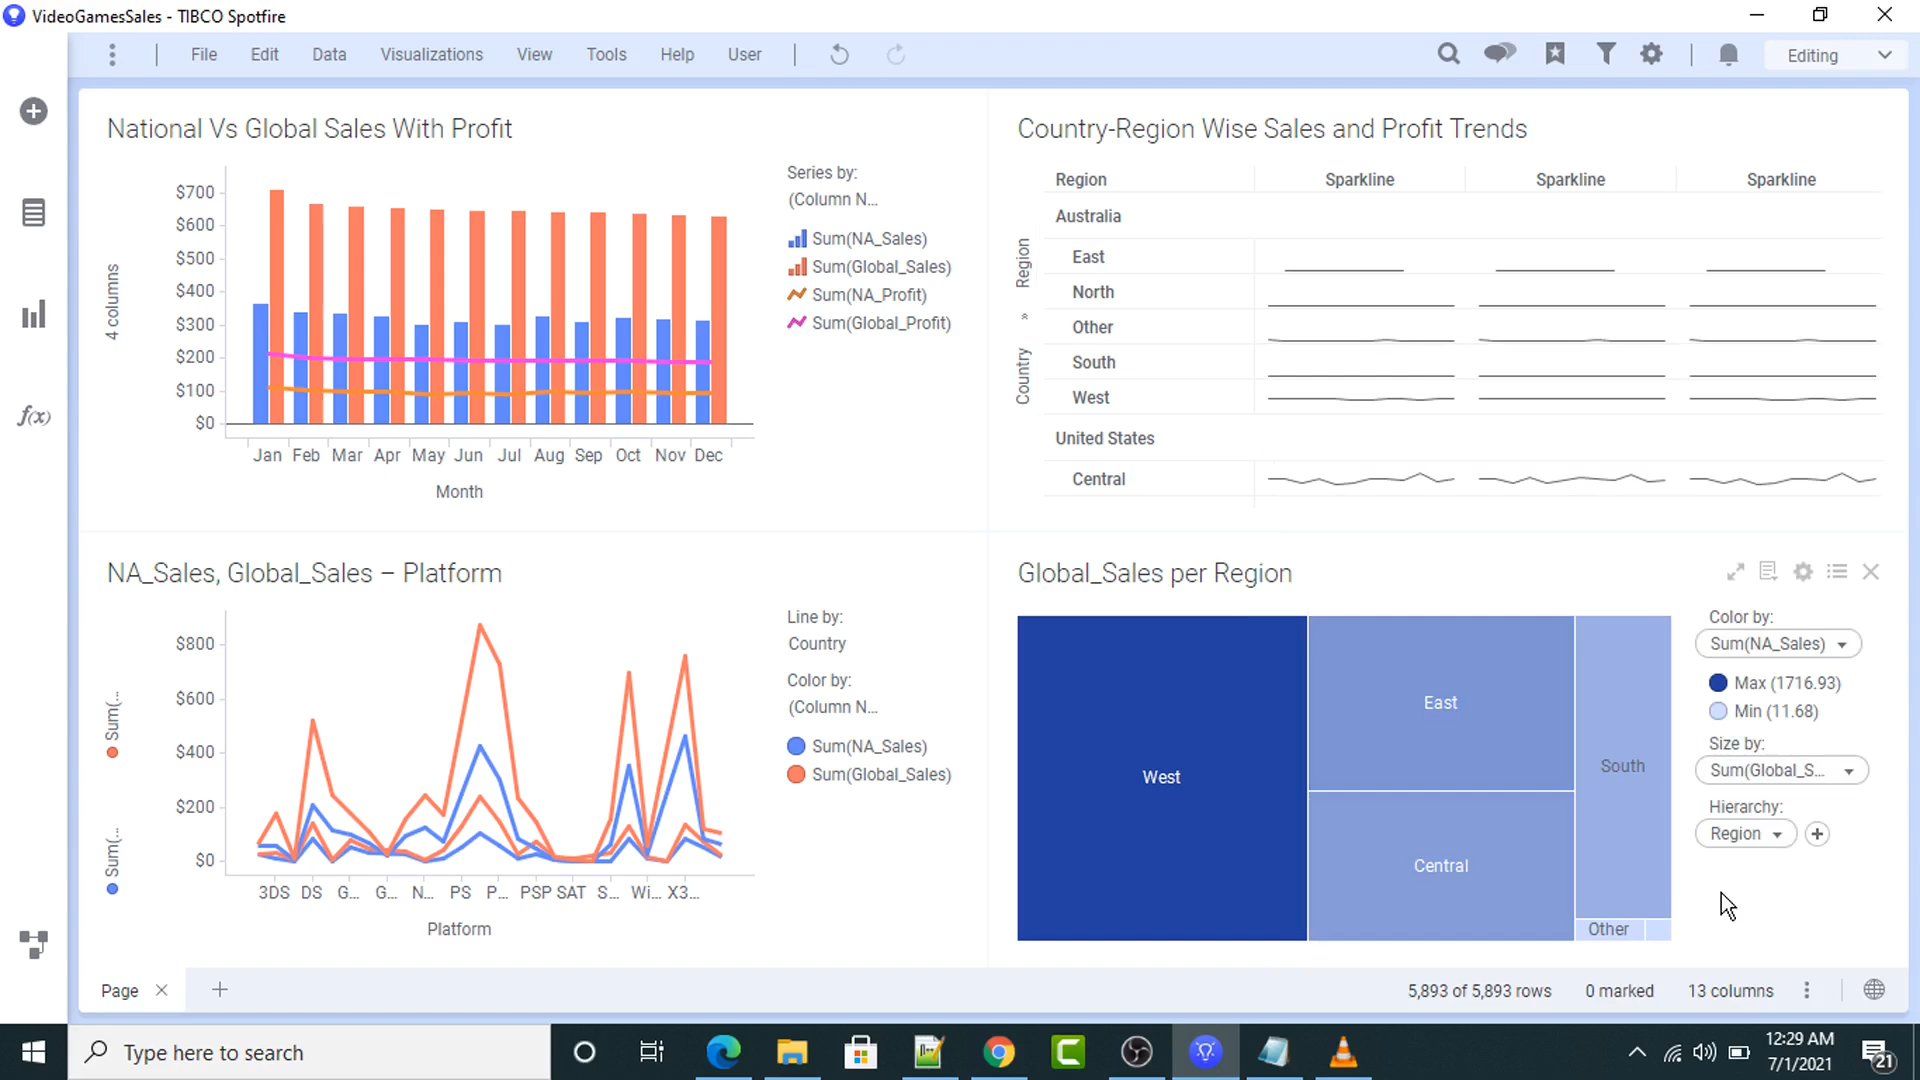 VideoGamesSales - TIBCO Spotfire
File Edit Data Visualizations View Tools Help User Editing
National Vs Global Sales With Profit
4 columns
$700
$600
$500
$400
$300
$200
$100
$0
Jan Feb Mar Apr May Jun Jul Aug Sep Oct Nov Dec
Month
Series by:
(Column N...
Sum(NA_Sales)
Sum(Global_Sales)
Sum(NA_Profit)
Sum(Global_Profit)
Country-Region Wise Sales and Profit Trends
Region
Country
Region Sparkline Sparkline Sparkline
Australia
East
North
Other
South
West
United States
Central
NA_Sales, Global_Sales – Platform
Sum(...
Sum(...
$800
$600
$400
$200
$0
3DS DS G... G... N... PS P... PSP SAT S... Wi... X3...
Platform
Line by:
Country
Color by:
(Column N...
Sum(NA_Sales)
Sum(Global_Sales)
Global_Sales per Region
West
East
Central
South
Other
Color by:
Sum(NA_Sales)
Max (1716.93)
Min (11.68)
Size by:
Sum(Global_S...
Hierarchy:
Region
Page
5,893 of 5,893 rows 0 marked 13 columns
Type here to search
12:29 AM
7/1/2021
21
f(x)